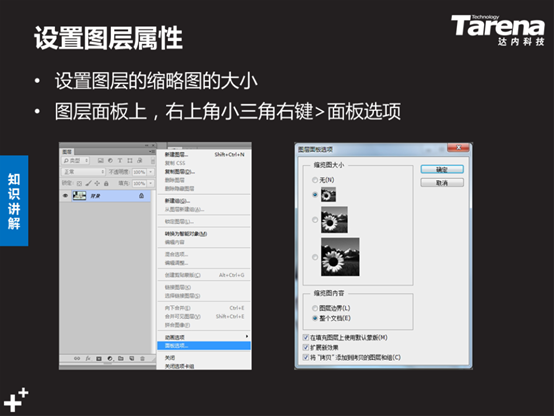 Technology
Tarena
达内科技
设置图层属性
• 设置图层的缩略图的大小
• 图层面板上，右上角小三角右键>面板选项
知识讲解
图层
类型
正常
不透明度: 100%
锁定:
填充: 100%
背景
新建图层... Shift+Ctrl+N
复制 CSS
复制图层(D)...
删除图层
删除隐藏图层
新建组(G)...
从图层新建组(A)...
锁定图层(L)...
转换为智能对象(M)
编辑内容
混合选项...
编辑调整...
创建剪贴蒙版(C) Alt+Ctrl+G
链接图层(K)
选择链接图层(S)
向下合并(E) Ctrl+E
合并可见图层(V) Shift+Ctrl+E
拼合图像(F)
动画选项
面板选项...
关闭
关闭选项卡组
图层面板选项
缩览图大小
无(N)
确定
取消
缩览图内容
图层边界(L)
整个文档(E)
在填充图层上使用默认蒙版(M)
扩展新效果
将“拷贝”添加到拷贝的图层和组(C)